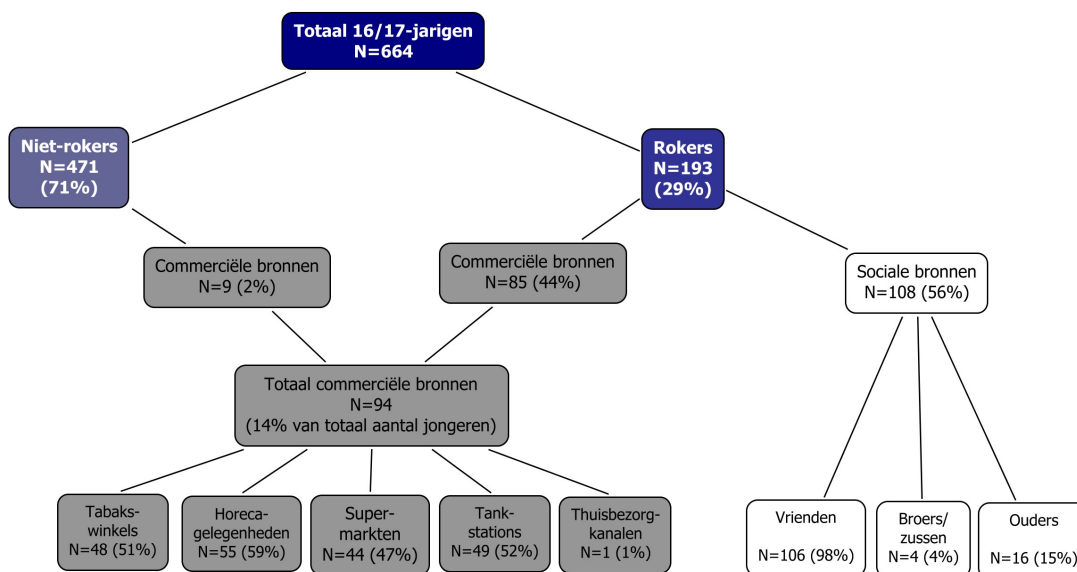 Totaal 16/17-jarigen
N=664
Niet-rokers
N=471
(71%)
Rokers
N=193
(29%)
Commerciële bronnen
N=9 (2%)
Commerciële bronnen
N=85 (44%)
Sociale bronnen
N=108 (56%)
Totaal commerciële bronnen
N=94
(14% van totaal aantal jongeren)
Tabaks-
winkels
N=48 (51%)
Horeca-
gelegenheden
N=55 (59%)
Super-
markten
N=44 (47%)
Tank-
stations
N=49 (52%)
Thuisbezorg-
kanalen
N=1 (1%)
Vrienden
N=106 (98%)
Broers/
zussen
N=4 (4%)
Ouders
N=16 (15%)